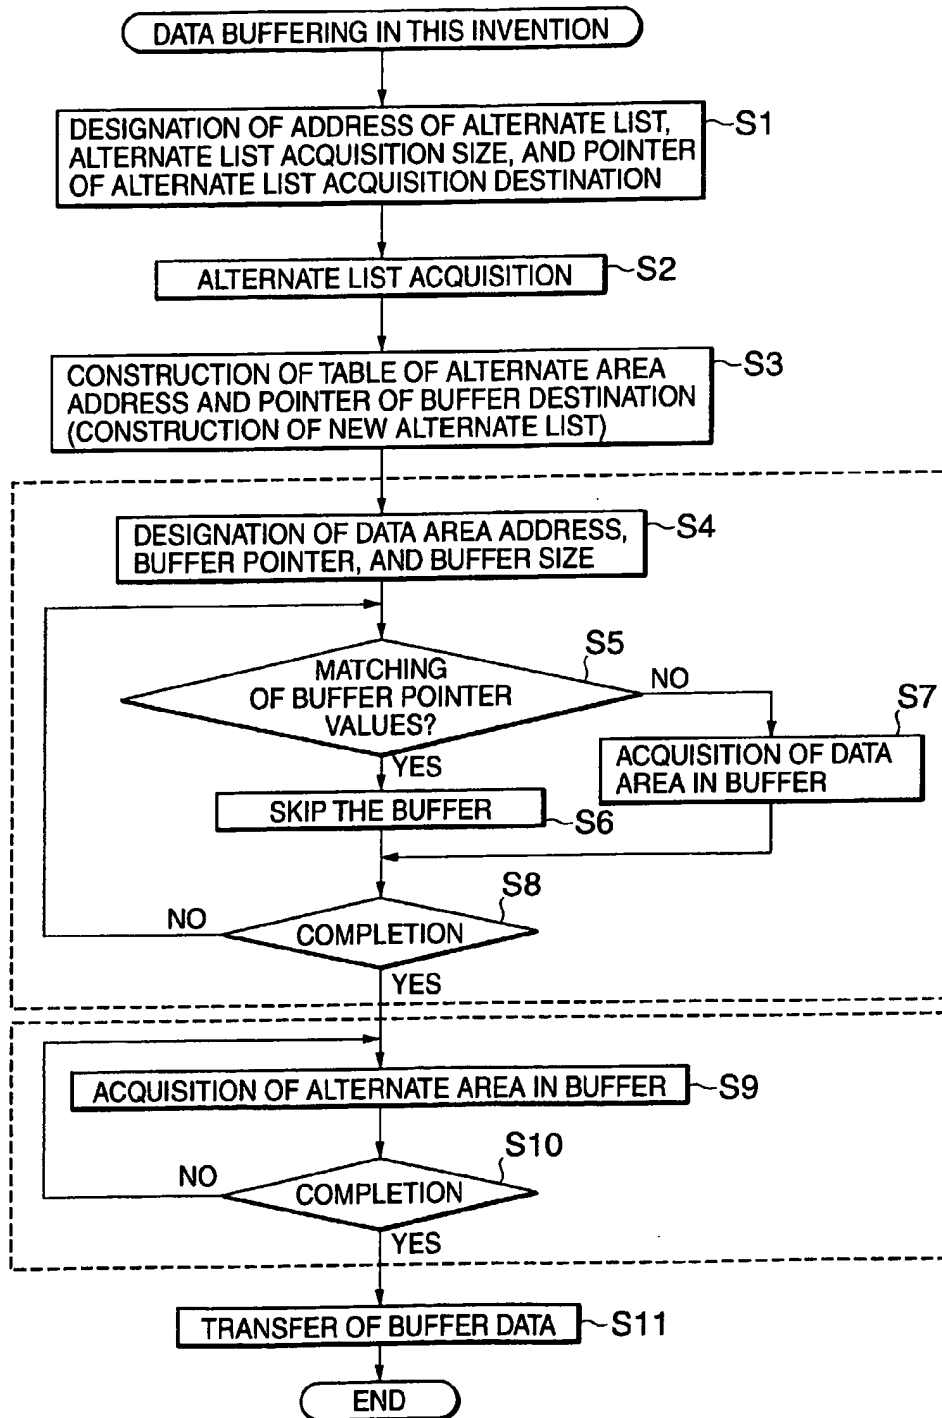 DATA BUFFERING IN THIS INVENTION
DESIGNATION OF ADDRESS OF ALTERNATE LIST,
ALTERNATE LIST ACQUISITION SIZE, AND POINTER
OF ALTERNATE LIST ACQUISITION DESTINATION
S1
ALTERNATE LIST ACQUISITION
S2
CONSTRUCTION OF TABLE OF ALTERNATE AREA
ADDRESS AND POINTER OF BUFFER DESTINATION
(CONSTRUCTION OF NEW ALTERNATE LIST)
S3
DESIGNATION OF DATA AREA ADDRESS,
BUFFER POINTER, AND BUFFER SIZE
S4
MATCHING
OF BUFFER POINTER
VALUES?
S5
NO
YES
S7
ACQUISITION OF DATA
AREA IN BUFFER
SKIP THE BUFFER
S6
S8
NO
COMPLETION
YES
ACQUISITION OF ALTERNATE AREA IN BUFFER
S9
S10
NO
COMPLETION
YES
TRANSFER OF BUFFER DATA
S11
END